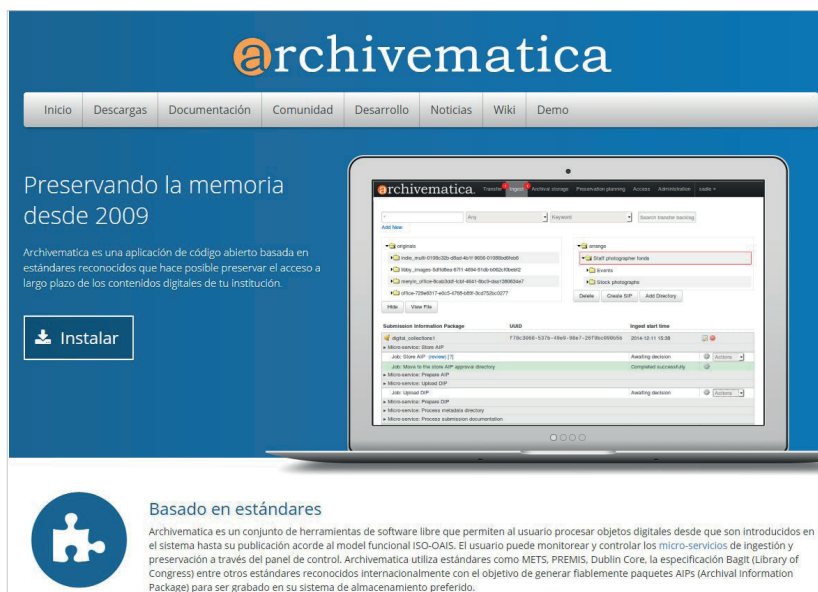 archivematica
Inicio Descargas Documentación Comunidad Desarrollo Noticias Wiki Demo
Preservando la memoria
desde 2009
Archivematica es una aplicación de código abierto basada en
estándares reconocidos que hace posible preservar el acceso a
largo plazo de los contenidos digitales de tu institución.
Instalar
archivematica. Transfer Ingest Archival storage Preservation planning Access Administration
Any Keyword Search transfer backlog
Add New
originals
arrange
Staff photographer fonds
Events
Stock photographs
Hide View File
Delete Create SIP Add Directory
Submission Information Package UUID Ingest start time
digital_collections1 2014-12-11 13:38
Micro-service: Store AIP
Job: Store AIP (review) [?] Awaiting decision Actions
Job: Move to the store AIP approval directory Completed successfully
Micro-service: Prepare AIP
Micro-service: Upload DIP
Job: Upload DIP Awaiting decision Actions
Micro-service: Prepare DIP
Micro-service: Process metadata directory
Micro-service: Process submission documentation
Basado en estándares
Archivematica es un conjunto de herramientas de software libre que permiten al usuario procesar objetos digitales desde que son introducidos en
el sistema hasta su publicación acorde al model funcional ISO-OAIS. El usuario puede monitorear y controlar los micro-servicios de ingestión y
preservación a través del panel de control. Archivematica utiliza estándares como METS, PREMIS, Dublin Core, la especificación BagIt (Library of
Congress) entre otros estándares reconocidos internacionalmente con el objetivo de generar fiablemente paquetes AIPs (Archival Information
Package) para ser grabado en su sistema de almacenamiento preferido.